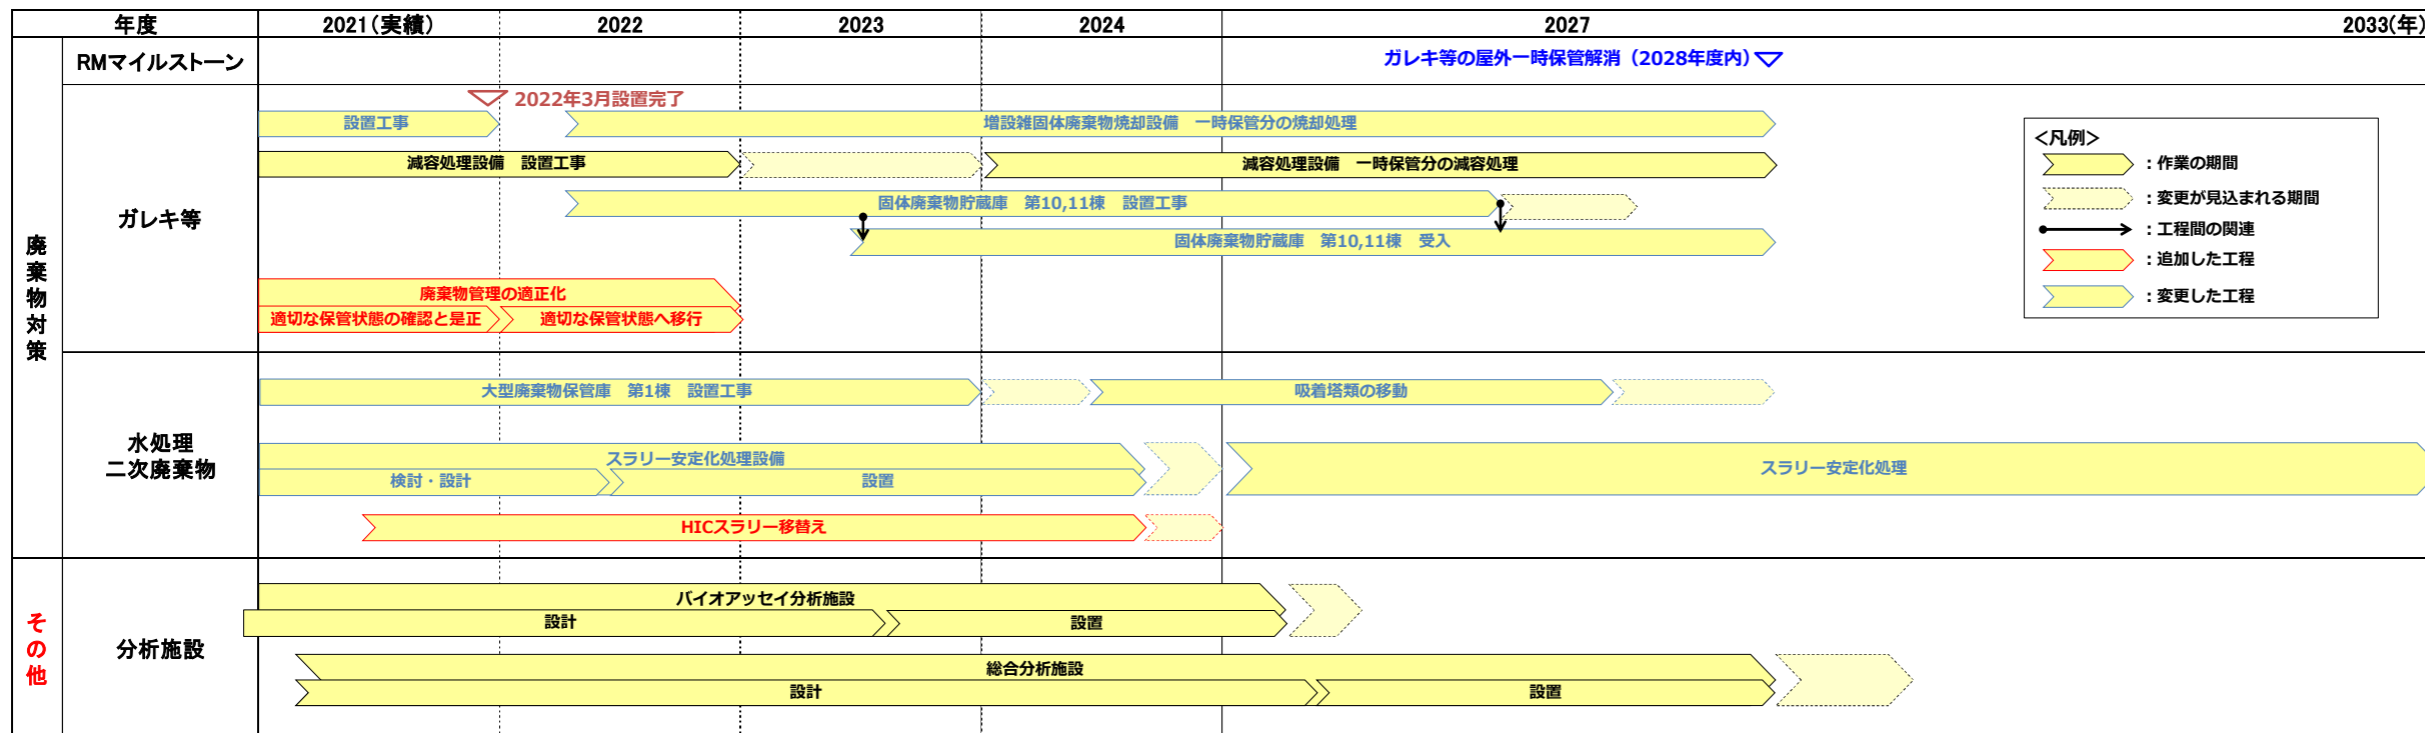 年度 2021(実績) 2022 2023 2024 2027 2033(年)
廃棄物対策
RMマイルストーン
ガレキ等の屋外一時保管解消（2028年度内）
ガレキ等
2022年3月設置完了
設置工事
増設雑固体廃棄物焼却設備　一時保管分の焼却処理
減容処理設備　設置工事
減容処理設備　一時保管分の減容処理
固体廃棄物貯蔵庫　第10,11棟　設置工事
固体廃棄物貯蔵庫　第10,11棟　受入
廃棄物管理の適正化
適切な保管状態の確認と是正
適切な保管状態へ移行
<凡例>
：作業の期間
：変更が見込まれる期間
：工程間の関連
：追加した工程
：変更した工程
水処理
二次廃棄物
大型廃棄物保管庫　第1棟　設置工事
吸着塔類の移動
スラリー安定化処理設備
検討・設計
設置
スラリー安定化処理
HICスラリー移替え
その他
分析施設
バイオアッセイ分析施設
設計
設置
総合分析施設
設計
設置